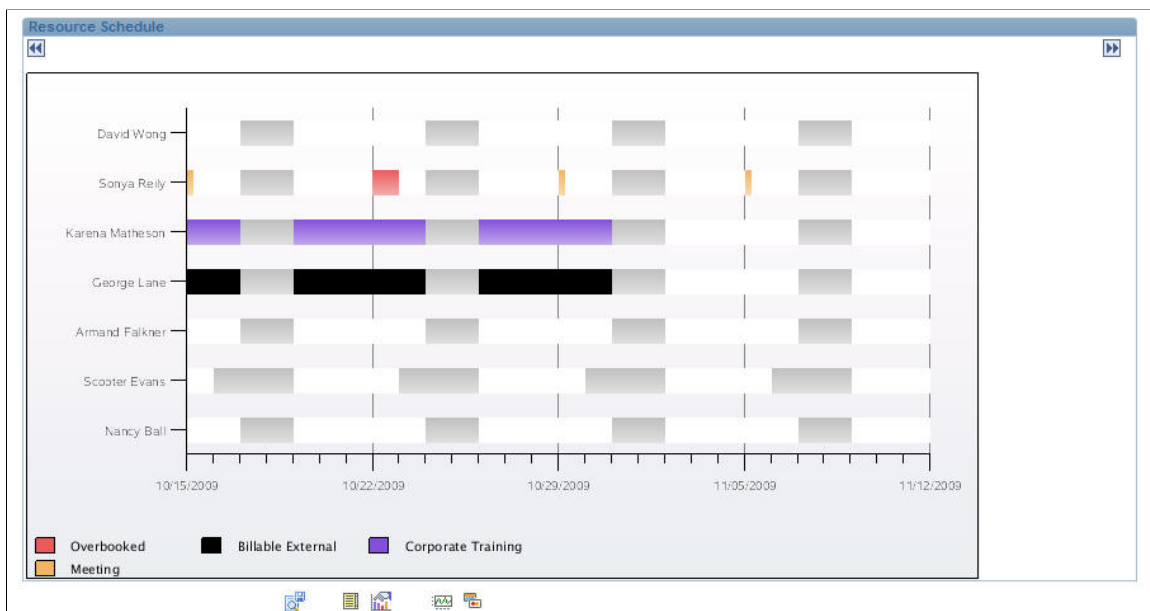 Resource Schedule
David Wong
Sonya Reily
Karena Matheson
George Lane
Armand Falkner
Scooter Evans
Nancy Ball
10/15/2009 10/22/2009 10/29/2009 11/05/2009 11/12/2009
Overbooked Billable External Corporate Training
Meeting